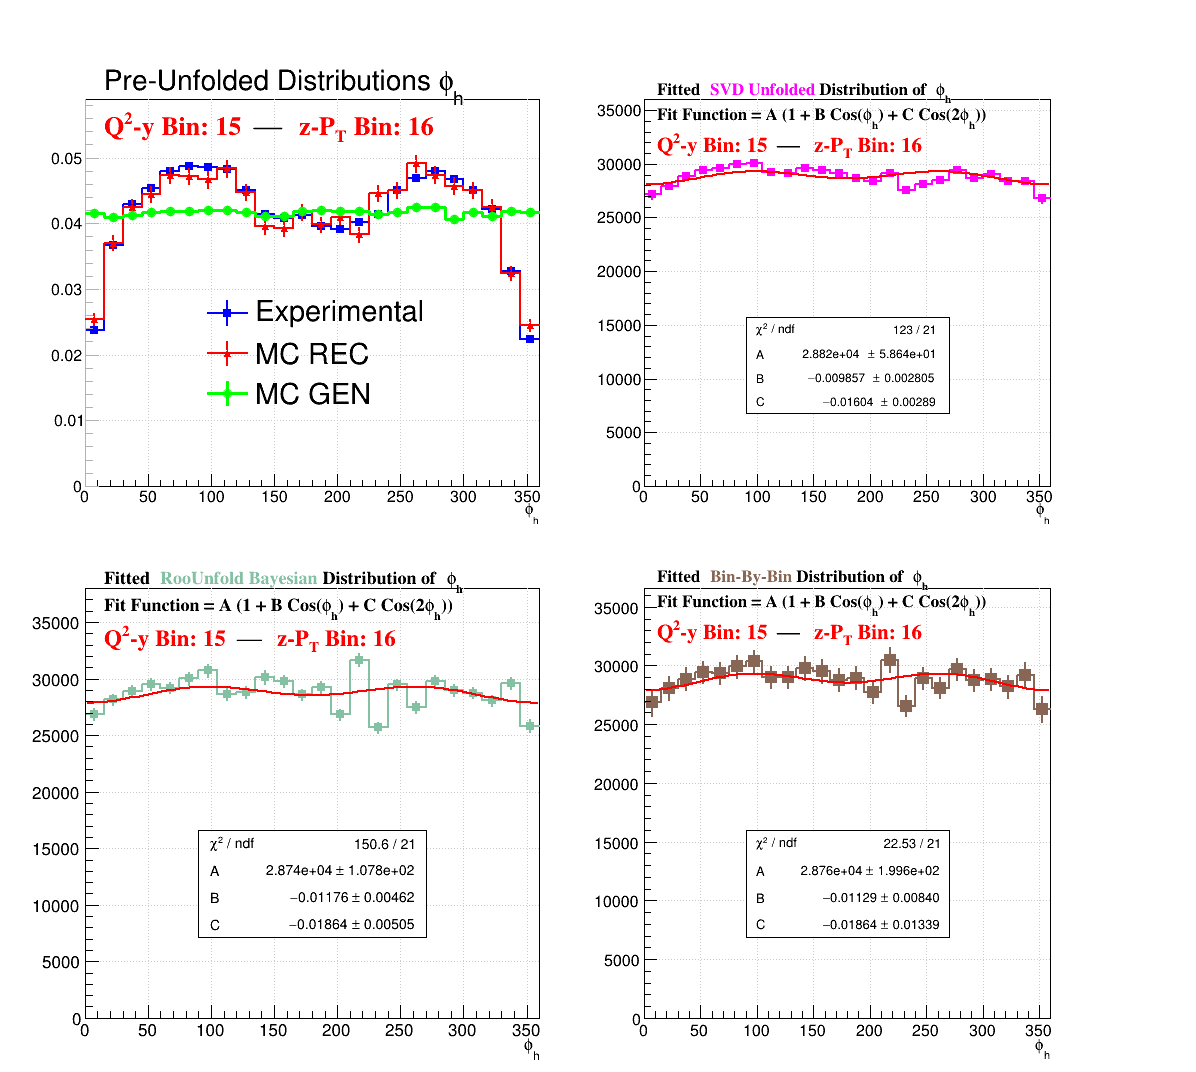 Pre-Unfolded Distributions ϕh
Q²-y Bin: 15 — z-PT Bin: 16
0.05
0.04
0.03
0.02
0.01
0
Experimental
MC REC
MC GEN
0 50 100 150 200 250 300 350
ϕh
Fitted SVD Unfolded Distribution of ϕh
Fit Function = A (1 + B Cos(ϕh) + C Cos(2ϕh))
Q²-y Bin: 15 — z-PT Bin: 16
35000
30000
25000
20000
15000
10000
5000
0
χ² / ndf 123 / 21
A 2.882e+04 ± 5.864e+01
B −0.009857 ± 0.002805
C −0.01604 ± 0.00289
0 50 100 150 200 250 300 350
ϕh
Fitted RooUnfold Bayesian Distribution of ϕh
Fit Function = A (1 + B Cos(ϕh) + C Cos(2ϕh))
Q²-y Bin: 15 — z-PT Bin: 16
35000
30000
25000
20000
15000
10000
5000
0
χ² / ndf 150.6 / 21
A 2.874e+04 ± 1.078e+02
B −0.01176 ± 0.00462
C −0.01864 ± 0.00505
0 50 100 150 200 250 300 350
ϕh
Fitted Bin-By-Bin Distribution of ϕh
Fit Function = A (1 + B Cos(ϕh) + C Cos(2ϕh))
Q²-y Bin: 15 — z-PT Bin: 16
35000
30000
25000
20000
15000
10000
5000
0
χ² / ndf 22.53 / 21
A 2.876e+04 ± 1.996e+02
B −0.01129 ± 0.00840
C −0.01864 ± 0.01339
0 50 100 150 200 250 300 350
ϕh